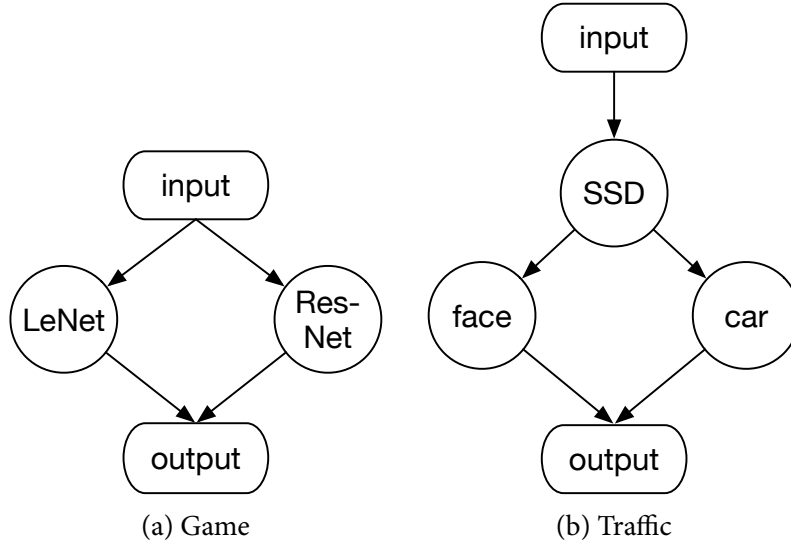 input
LeNet
Res-
Net
output
(a) Game
input
SSD
face
car
output
(b) Traffic